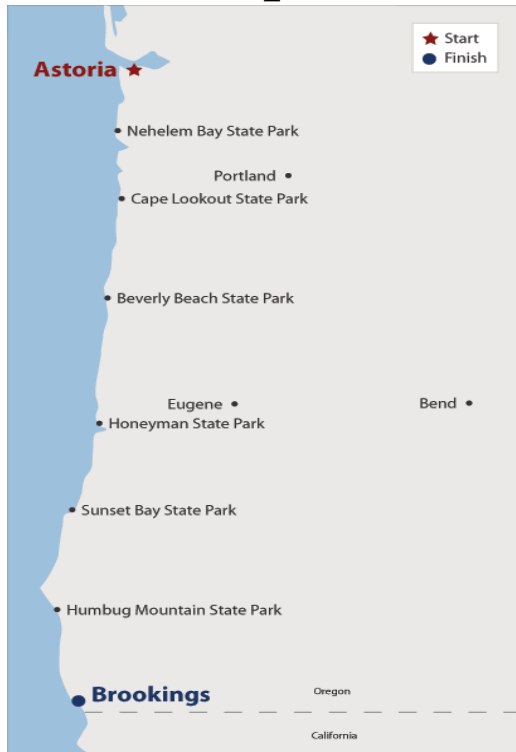 Start
Finish
Astoria
Nehelem Bay State Park
Portland
Cape Lookout State Park
Beverly Beach State Park
Eugene
Bend
Honeyman State Park
Sunset Bay State Park
Humbug Mountain State Park
Brookings
Oregon
California